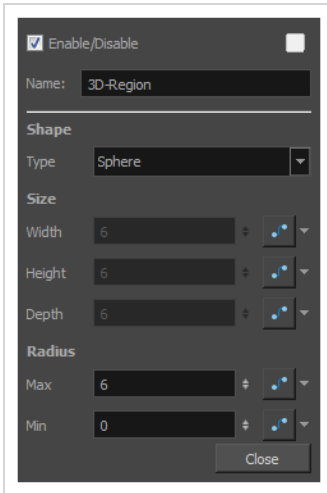 Enable/Disable
Name: 3D-Region
Shape
Type Sphere
Size
Width 6
Height 6
Depth 6
Radius
Max 6
Min 0
Close